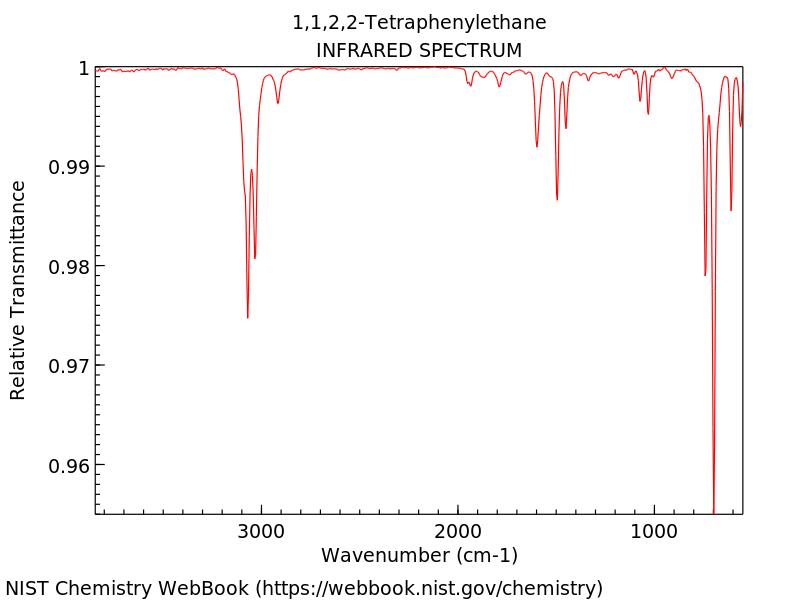 1,1,2,2-Tetraphenylethane
INFRARED SPECTRUM
1
0.99
0.98
0.97
0.96
Relative Transmittance
3000 2000 1000
Wavenumber (cm-1)
NIST Chemistry WebBook (https://webbook.nist.gov/chemistry)